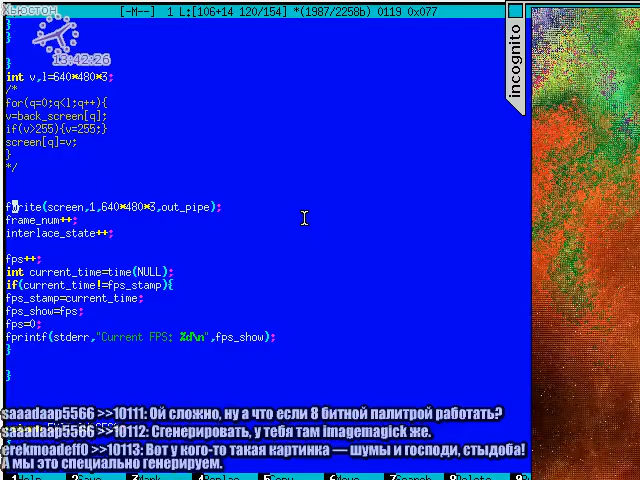 ХЬЮСТОН
[-M--] 1 L:[106+14 120/154] *(1987/2258b) 0119 0x077
}
}
13:42:26
}
int v,l=640*480*3;
/*
for(q=0;q<l;q++){
v=back_screen[q];
if(v>255){v=255;}
screen[q]=v;
}
*/
fwrite(screen,1,640*480*3,out_pipe);
frame_num++;
interlace_state++;
fps++;
int current_time=time(NULL);
if(current_time!=fps_stamp){
fps_stamp=current_time;
fps_show=fps;
fps=0;
fprintf(stderr,"Current FPS: %d\n",fps_show);
}
}
incognito
saaadaap5566 >>10111: Ой сложно, ну а что если 8 битной палитрой работать?
saaadaap5566 >>10112: Сгенерировать, у тебя там imagemagick же.
erekmoadeff0 >>10113: Вот у кого-то такая картинка — шумы и господи, стыдоба!
А мы это специально генерируем.